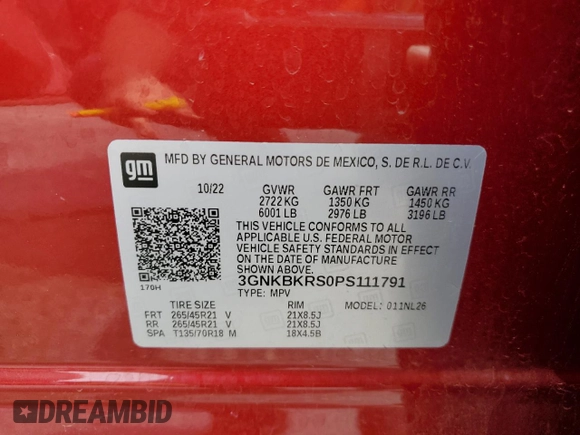 gm
MFD BY GENERAL MOTORS DE MEXICO, S. DE R.L. DE C.V.
10/22 GVWR GAWR FRT GAWR RR
2722 KG 1350 KG 1450 KG
6001 LB 2976 LB 3196 LB
THIS VEHICLE CONFORMS TO ALL
APPLICABLE U.S. FEDERAL MOTOR
VEHICLE SAFETY STANDARDS IN EFFECT
ON THE DATE OF MANUFACTURE
SHOWN ABOVE.
170H 3GNKBKRS0PS111791
TYPE: MPV
TIRE SIZE RIM MODEL: 011NL26
FRT 265/45R21 V 21X8.5J
RR 265/45R21 V 21X8.5J
SPA T135/70R18 M 18X4.5B
DREAMBID